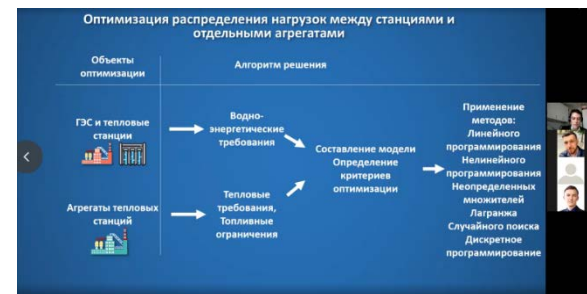 Оптимизация распределения нагрузок между станциями и
отдельными агрегатами
Объекты
оптимизации
Алгоритм решения
ГЭС и тепловые
станции
Водно-
энергетические
требования
Агрегаты тепловых
станций
Тепловые
требования,
Топливные
ограничения
Составление модели
Определение
критериев
оптимизации
Применение
методов:
Линейного
программирования
Нелинейного
программирования
Неопределенных
множителей
Лагранжа
Случайного поиска
Дискретное
программирование